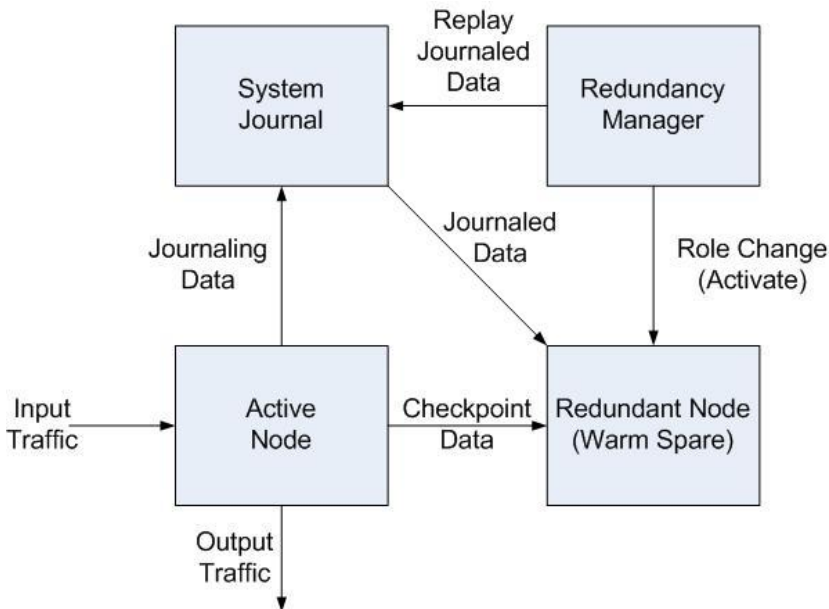 Replay
Journaled
Data
System
Journal
Redundancy
Manager
Journaling
Data
Journaled
Data
Role Change
(Activate)
Input
Traffic
Active
Node
Checkpoint
Data
Redundant Node
(Warm Spare)
Output
Traffic